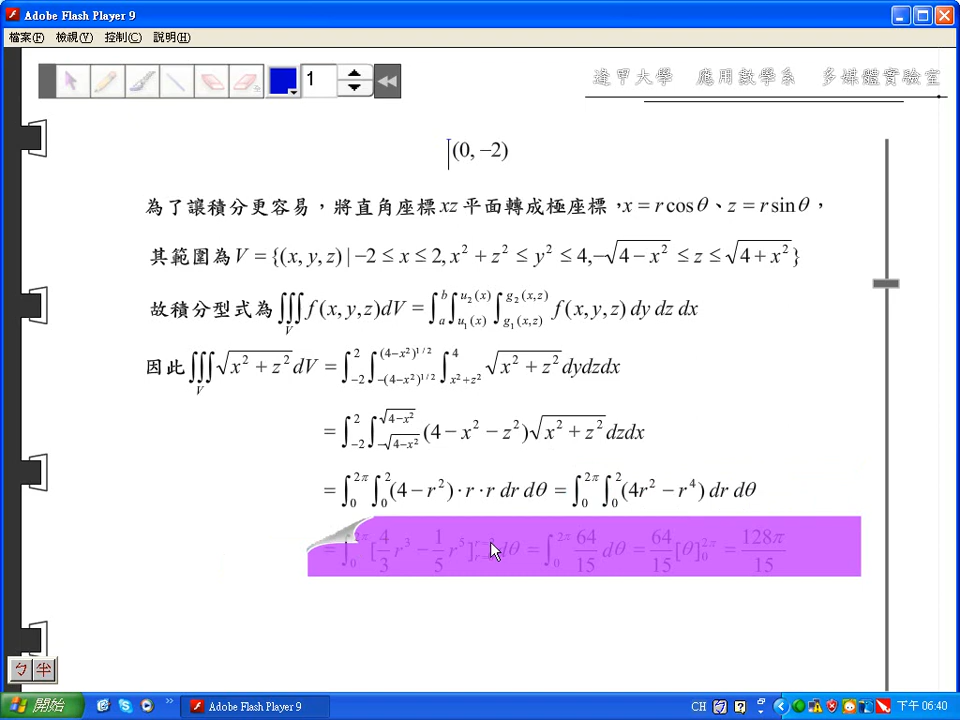 Adobe Flash Player 9
檔案(F) 檢視(V) 控制(C) 說明(H)
1
逢甲大學 應用數學系 多媒體實驗室
(0, −2)
為了讓積分更容易，將直角座標 xz 平面轉成極座標，x = r cos θ、z = r sin θ，
其範圍為 V = {(x, y, z) | −2 ≤ x ≤ 2, x² + z² ≤ y² ≤ 4, −√(4 − x²) ≤ z ≤ √(4 + x²)}
故積分型式為 ∭_V f(x, y, z)dV = ∫_a^b ∫_{u₁(x)}^{u₂(x)} ∫_{g₁(x,z)}^{g₂(x,z)} f(x, y, z) dy dz dx
因此 ∭_V √(x² + z²) dV = ∫_{−2}^{2} ∫_{−(4−x²)^{1/2}}^{(4−x²)^{1/2}} ∫_{x²+z²}^{4} √(x² + z²) dydzdx
= ∫_{−2}^{2} ∫_{−√(4−x²)}^{√(4−x²)} (4 − x² − z²)√(x² + z²) dzdx
= ∫_0^{2π} ∫_0^2 (4 − r²) · r · r dr dθ = ∫_0^{2π} ∫_0^2 (4r² − r⁴) dr dθ
= ∫_0^{2π} [4/3 r³ − 1/5 r⁵] dθ = ∫_0^{2π} 64/15 dθ = 64/15 [θ]_0^{2π} = 128π/15
ㄅ 半
開始 Adobe Flash Player 9 CH 下午 06:40